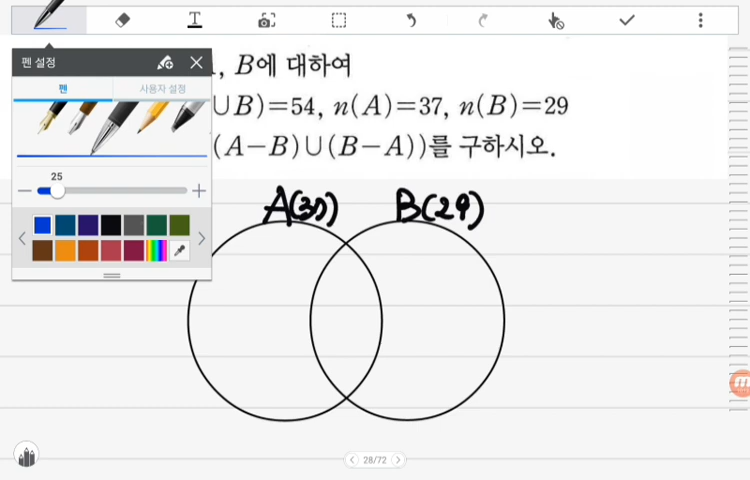 T
펜 설정
펜
사용자 설정
25
, B에 대하여
∪B)=54, n(A)=37, n(B)=29
(A−B)∪(B−A))를 구하시오.
A(37) B(29)
28/72